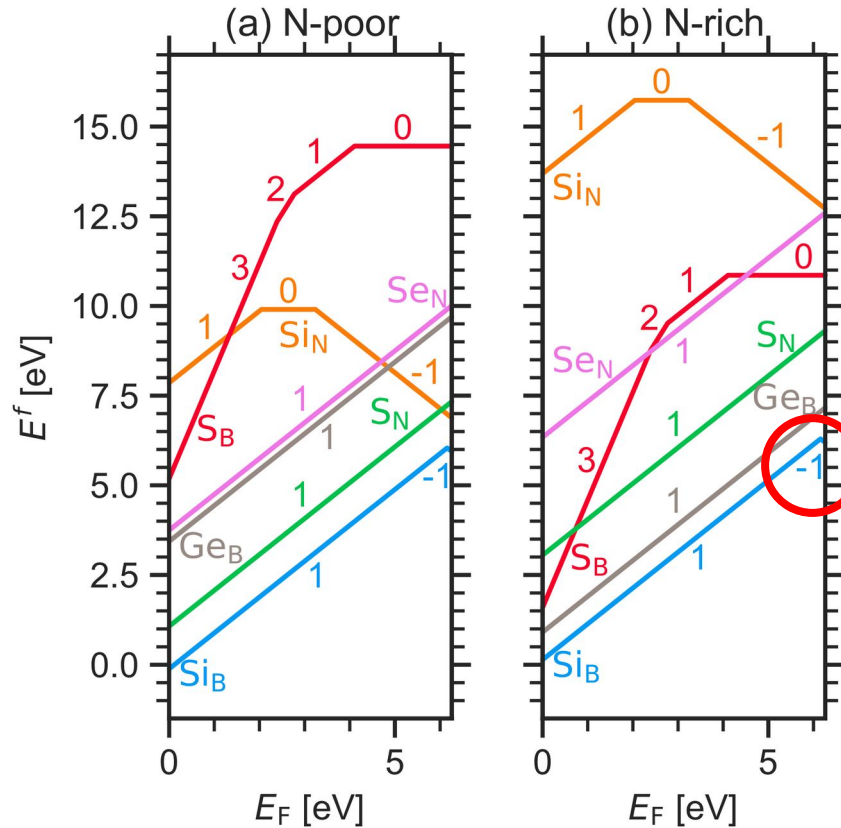 (a) N-poor
(b) N-rich
E^f [eV]
15.0
12.5
10.0
7.5
5.0
2.5
0.0
0
1
2
3
1
0
Si_N
-1
Se_N
1
S_B
S_N
1
1
Ge_B
-1
1
Si_B
0
5
E_F [eV]
0
1
-1
Si_N
0
1
2
Se_N
1
S_N
Ge_B
3
1
-1
1
S_B
1
Si_B
0
5
E_F [eV]